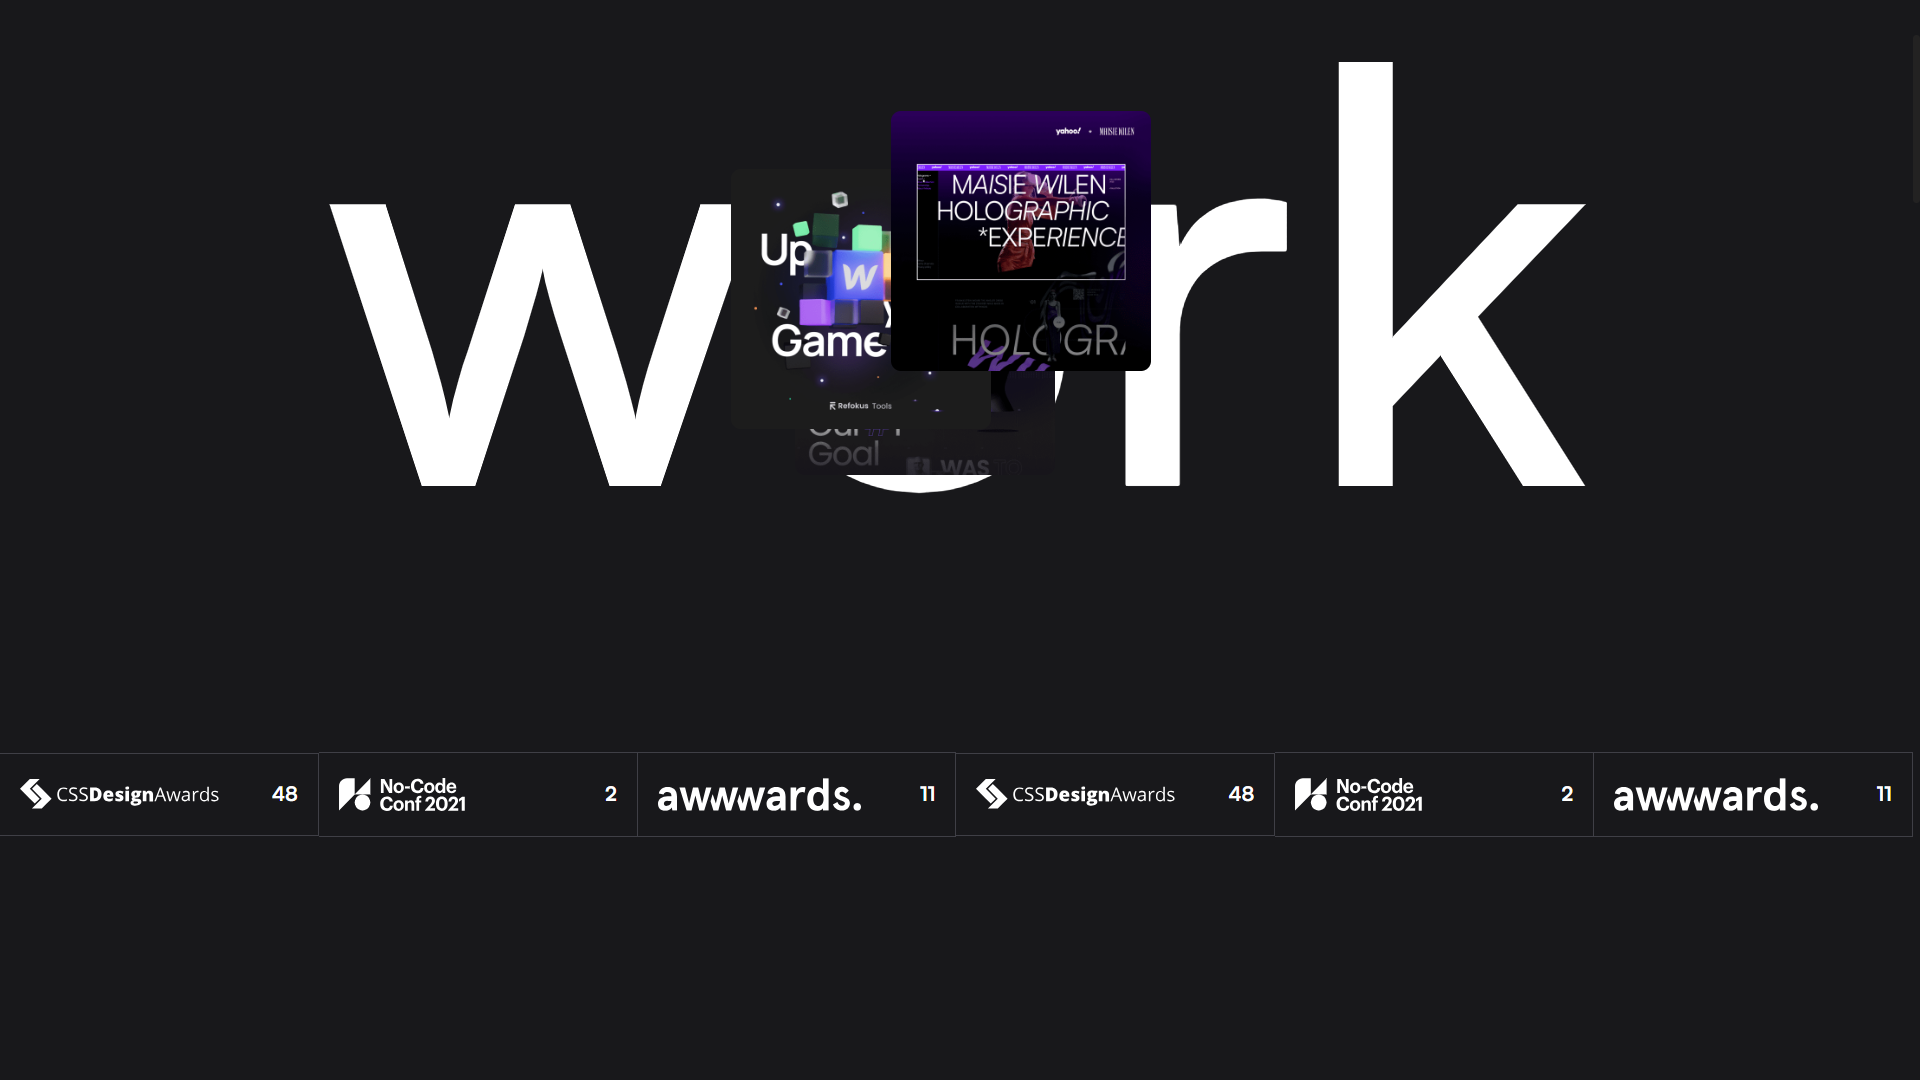 work
yahoo!
MAISIE WILEN
MAISIE WILEN
HOLOGRAPHIC
*EXPERIENCE
HOLOGRA
Up
W
Game
Refokus Tools
Our
Goal
WAS
CSSDesignAwards 48
No-Code
Conf 2021 2
awwwards. 11
CSSDesignAwards 48
No-Code
Conf 2021 2
awwwards. 11